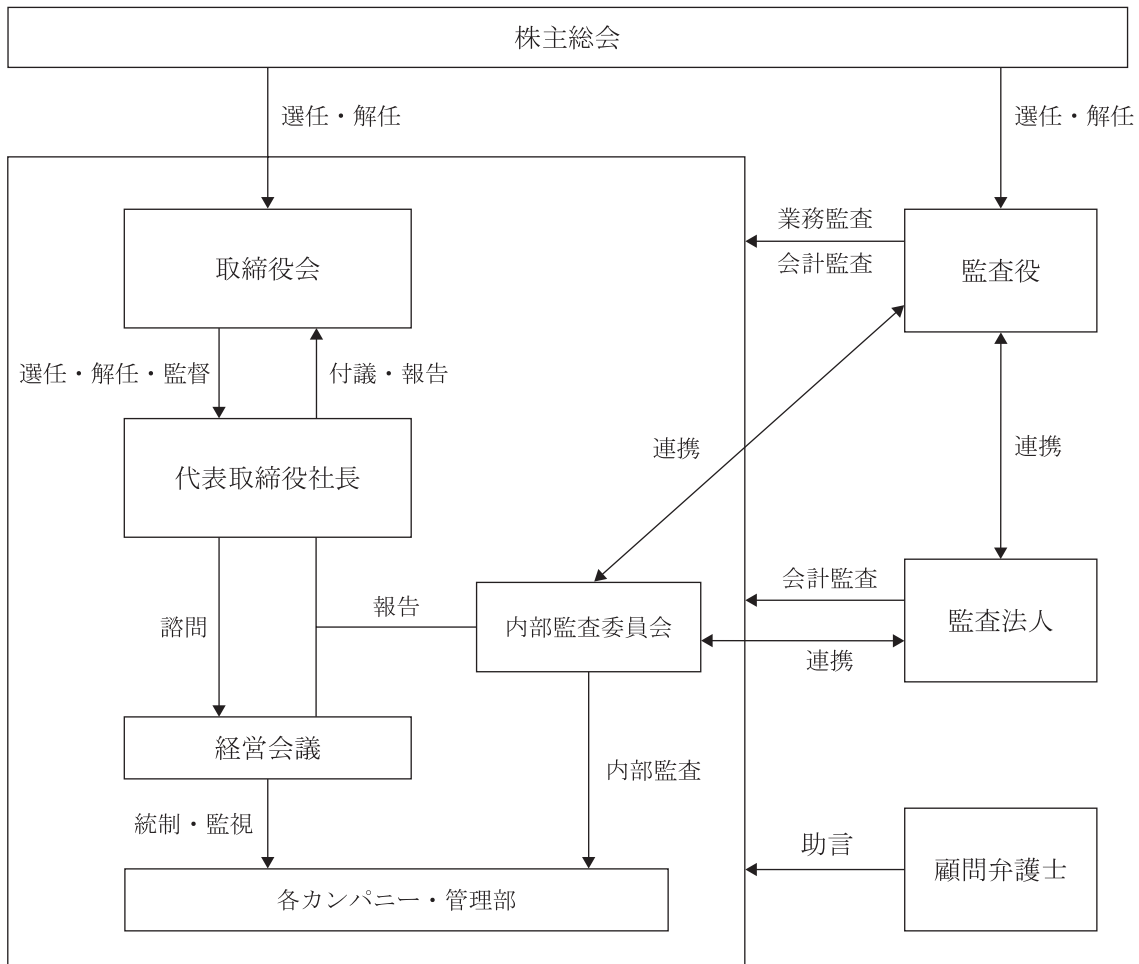 株主総会
選任・解任
選任・解任
取締役会
業務監査
会計監査
監査役
選任・解任・監督
付議・報告
代表取締役社長
連携
連携
諮問
報告
内部監査委員会
会計監査
連携
監査法人
経営会議
内部監査
統制・監視
助言
顧問弁護士
各カンパニー・管理部